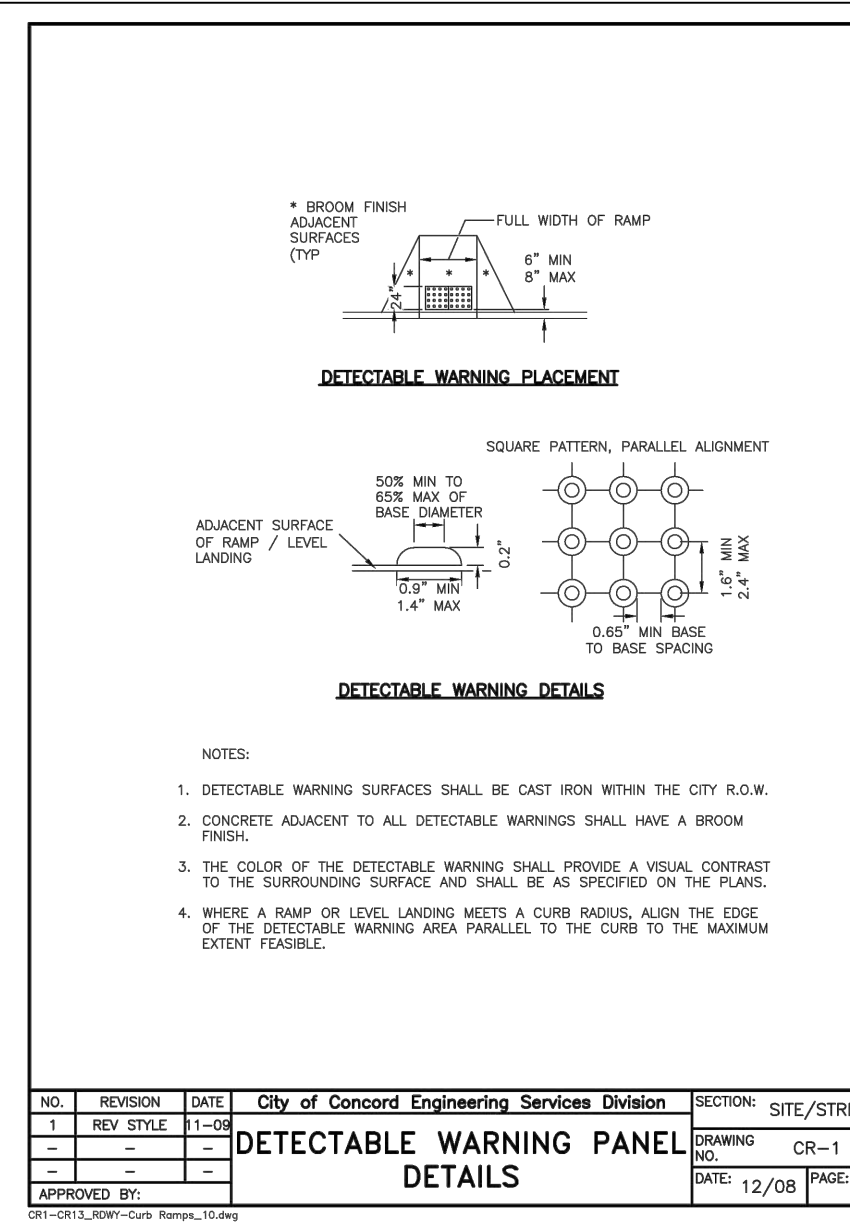 * BROOM FINISH
ADJACENT
SURFACES
(TYP
FULL WIDTH OF RAMP
6" MIN
8" MAX
* * *
24"
DETECTABLE WARNING PLACEMENT
SQUARE PATTERN, PARALLEL ALIGNMENT
50% MIN TO
65% MAX OF
BASE DIAMETER
ADJACENT SURFACE
OF RAMP / LEVEL
LANDING
0.2"
0.9" MIN
1.4" MAX
1.6" MIN
2.4" MAX
0.65" MIN BASE
TO BASE SPACING
DETECTABLE WARNING DETAILS
NOTES:
1. DETECTABLE WARNING SURFACES SHALL BE CAST IRON WITHIN THE CITY R.O.W.
2. CONCRETE ADJACENT TO ALL DETECTABLE WARNINGS SHALL HAVE A BROOM
FINISH.
3. THE COLOR OF THE DETECTABLE WARNING SHALL PROVIDE A VISUAL CONTRAST
TO THE SURROUNDING SURFACE AND SHALL BE AS SPECIFIED ON THE PLANS.
4. WHERE A RAMP OR LEVEL LANDING MEETS A CURB RADIUS, ALIGN THE EDGE
OF THE DETECTABLE WARNING AREA PARALLEL TO THE CURB TO THE MAXIMUM
EXTENT FEASIBLE.
NO. REVISION DATE
1 REV STYLE 11-09
- - -
- - -
APPROVED BY:
City of Concord Engineering Services Division
DETECTABLE WARNING PANEL
DETAILS
SECTION: SITE/
DRAWING
NO. CR-1
DATE: 12/08 PAGE:
CR1-CR13_RDWY-Curb Ramps_10.dwg